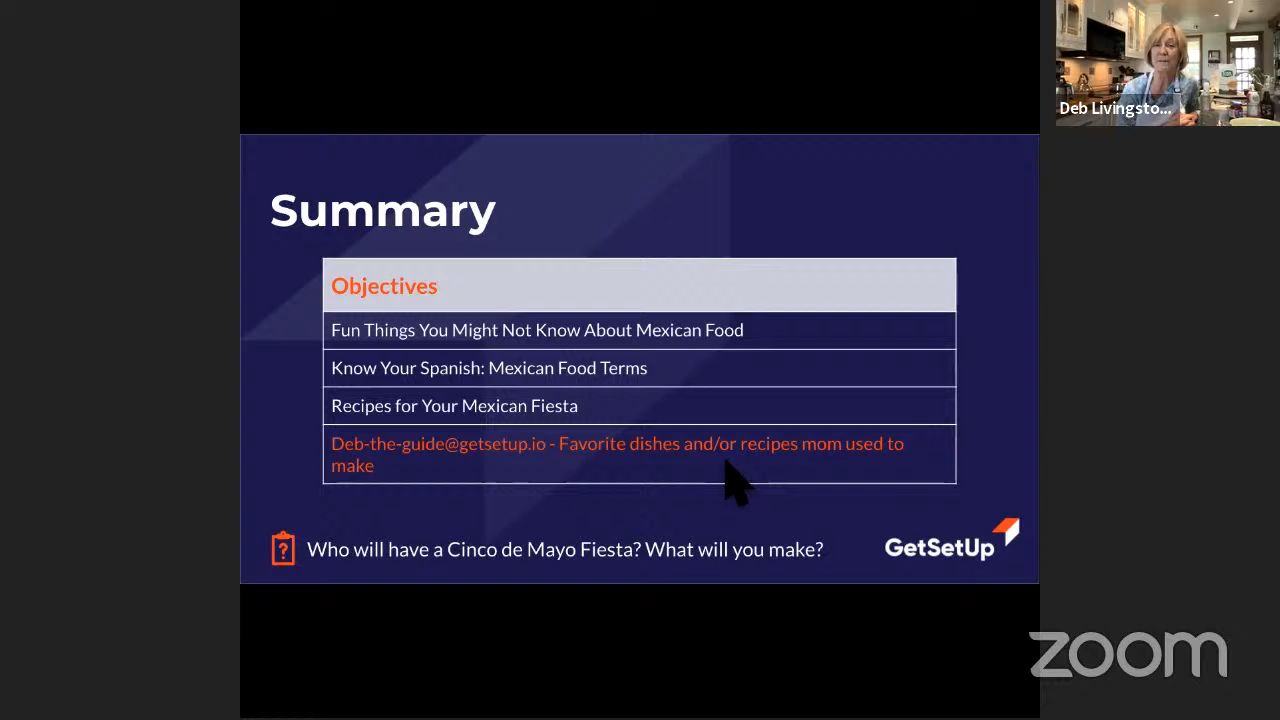 Deb Livingsto...
Summary
Objectives
Fun Things You Might Not Know About Mexican Food
Know Your Spanish: Mexican Food Terms
Recipes for Your Mexican Fiesta
Deb-the-guide@getsetup.io - Favorite dishes and/or recipes mom used to
make
Who will have a Cinco de Mayo Fiesta? What will you make?
GetSetUp
zoom